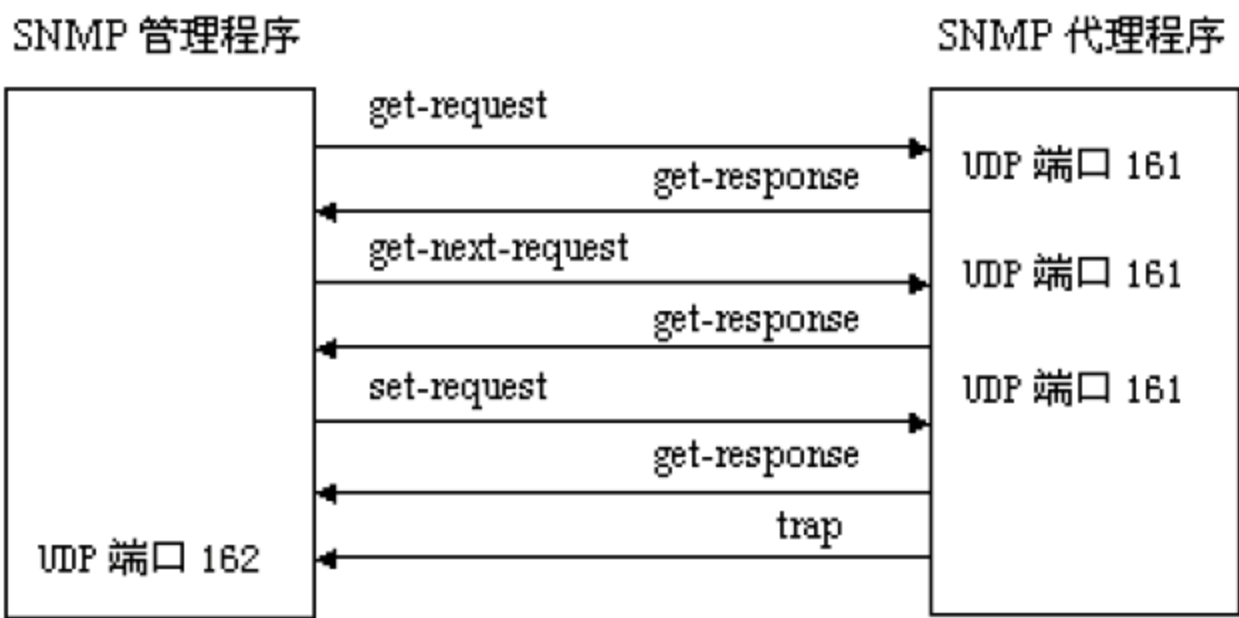 SNMP 管理程序
SNMP 代理程序
get-request
UDP 端口 161
get-response
get-next-request
UDP 端口 161
get-response
set-request
UDP 端口 161
get-response
trap
UDP 端口 162